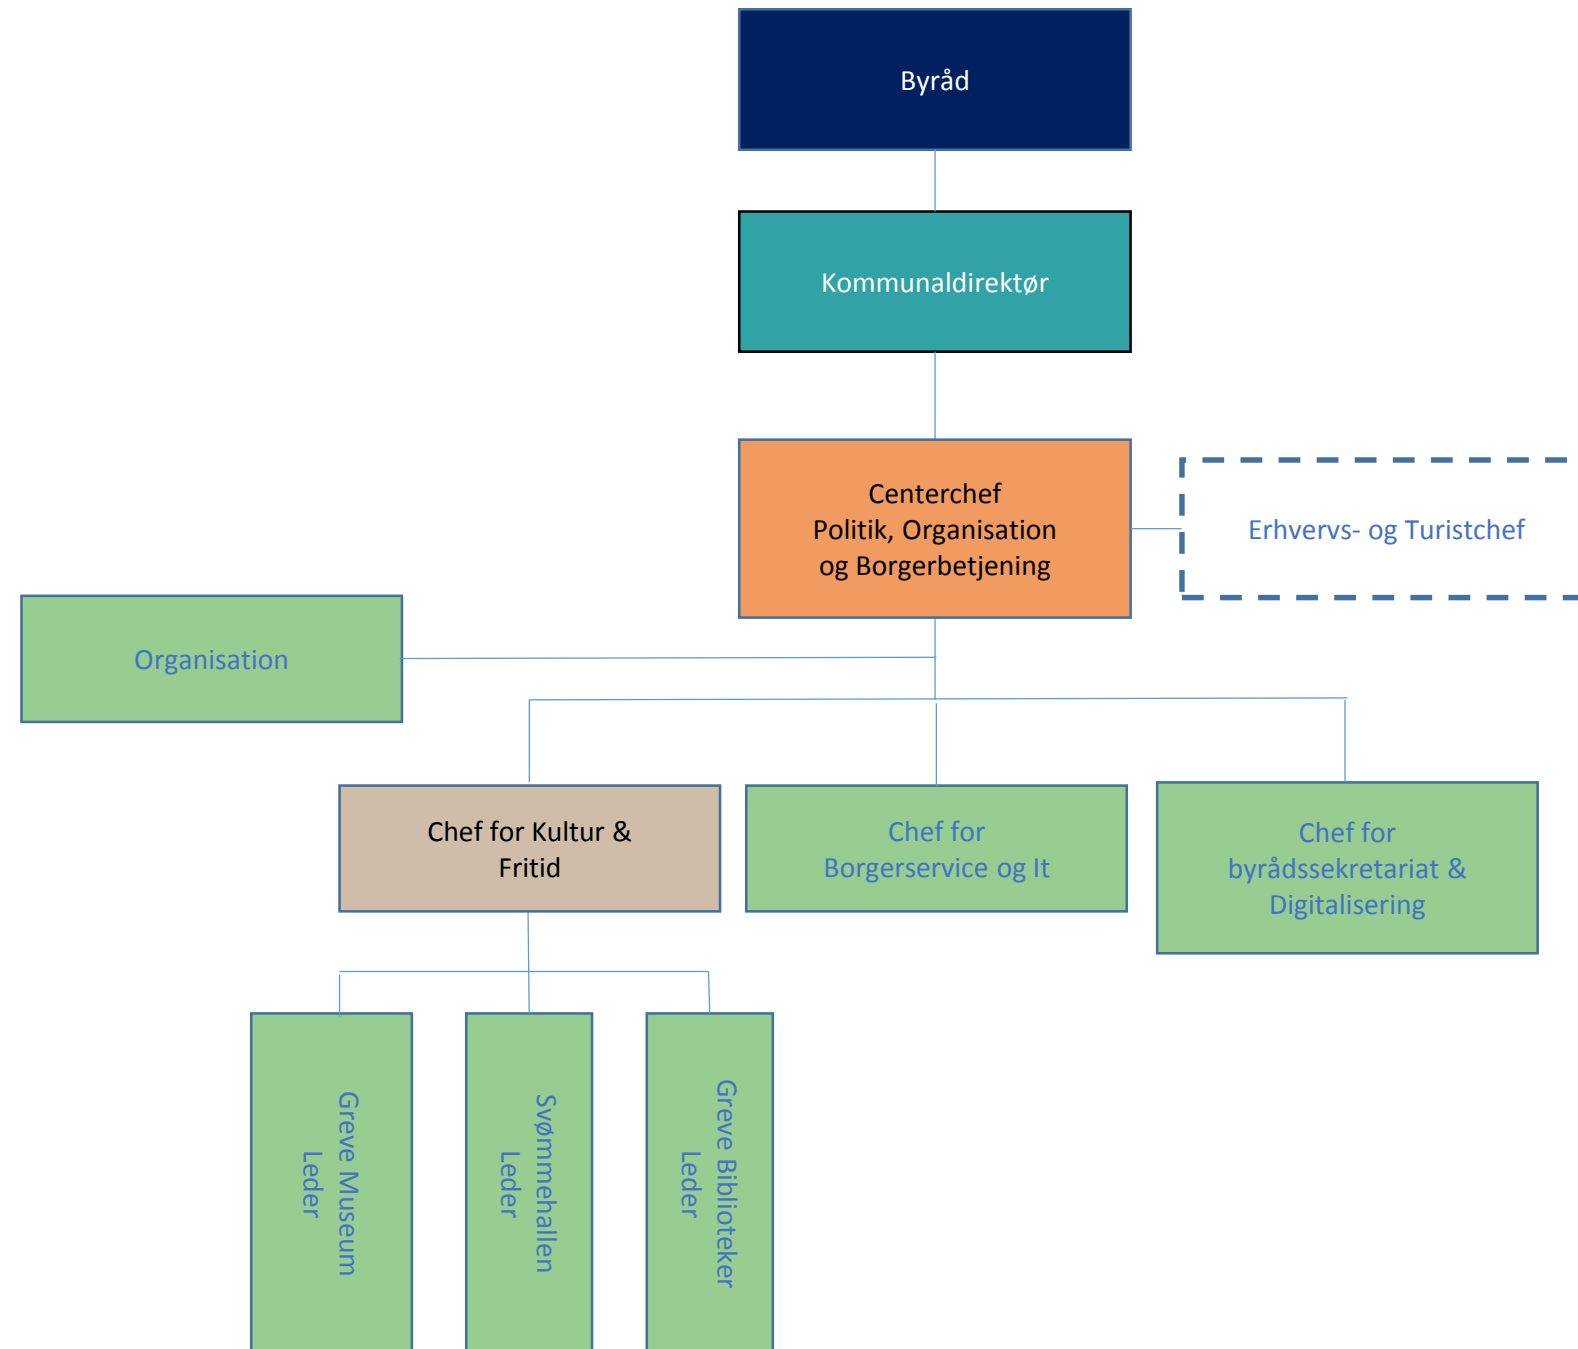 Byråd
Kommunaldirektør
Centerchef
Politik, Organisation
og Borgerbetjening
Erhvervs- og Turistchef
Organisation
Chef for Kultur &
Fritid
Chef for
Borgerservice og It
Chef for
byrådssekretariat &
Digitalisering
Greve Museum
Leder
Svømmehallen
Leder
Greve Biblioteker
Leder